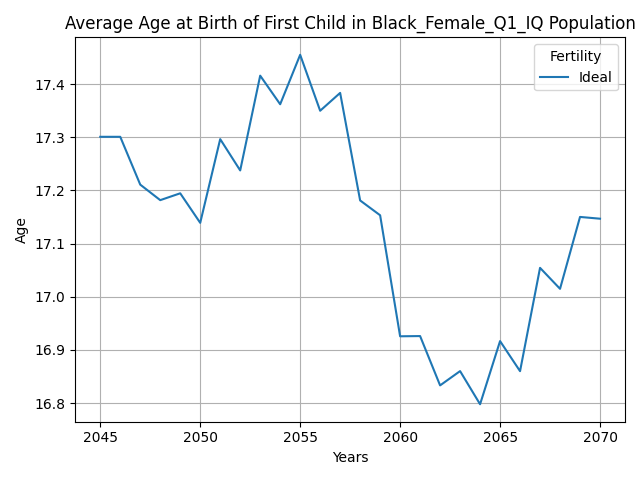 Average Age at Birth of First Child in Black_Female_Q1_IQ Population
Fertility
Ideal
17.4
17.3
17.2
17.1
17.0
16.9
16.8
Age
2045 2050 2055 2060 2065 2070
Years